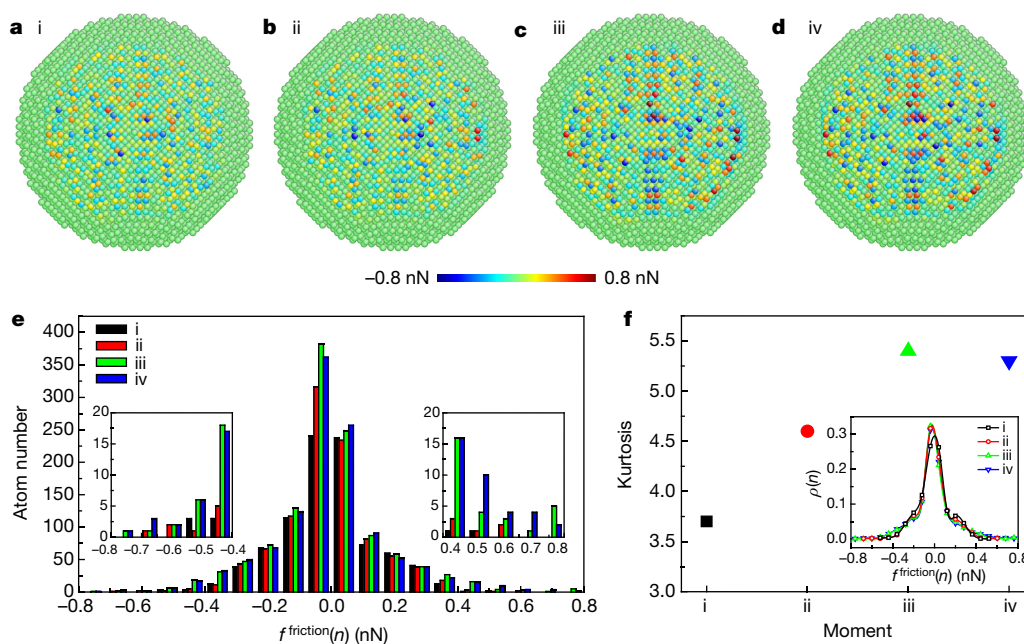 a i
b ii
c iii
d iv
−0.8 nN 0.8 nN
e
i
ii
iii
iv
Atom number
400
350
300
250
200
150
100
50
0
−0.8 −0.6 −0.4 −0.2 0.0 0.2 0.4 0.6 0.8
f friction(n) (nN)
20
15
10
5
0
−0.8 −0.7 −0.6 −0.5 −0.4
20
15
10
5
0
0.4 0.5 0.6 0.7 0.8
f
Kurtosis
5.5
5.0
4.5
4.0
3.5
3.0
i ii iii iv
Moment
ρ(n)
0.3
0.2
0.1
0.0
−0.8 −0.4 0.0 0.4 0.8
f friction(n) (nN)
i
ii
iii
iv